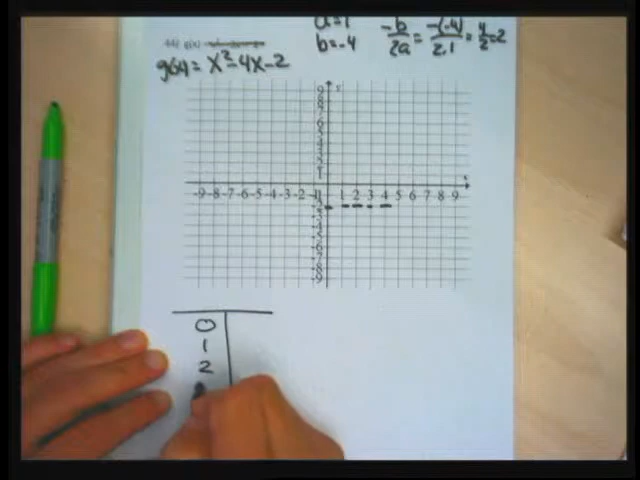 a=1
b=-4
-b/2a = -(-4)/2.1 = 4/2 = 2
g(x)= x²-4x-2
-9 -8 -7 -6 -5 -4 -3 -2 -1 1 2 3 4 5 6 7 8 9
0
1
2